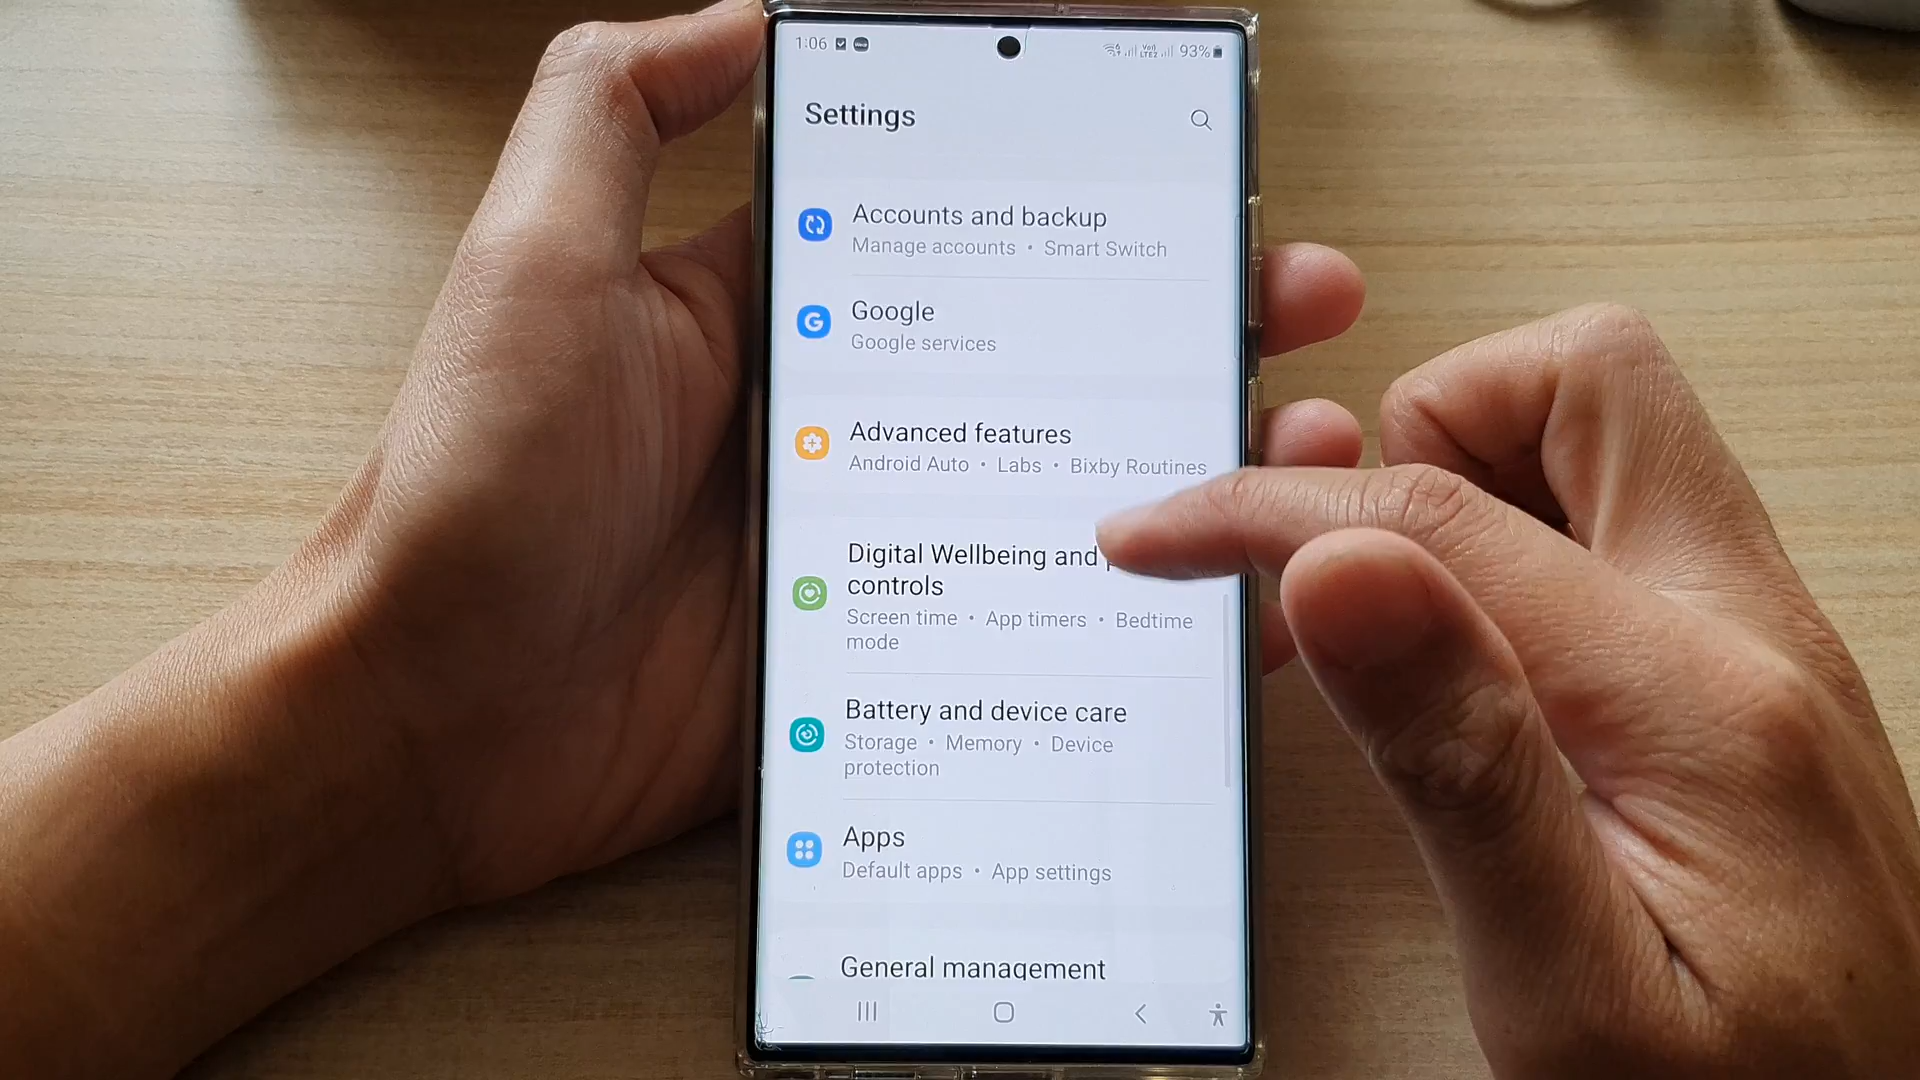 1:06
93%
Settings
Accounts and backup
Manage accounts • Smart Switch
Google
Google services
Advanced features
Android Auto • Labs • Bixby Routines
Digital Wellbeing and
controls
Screen time • App timers • Bedtime
mode
Battery and device care
Storage • Memory • Device
protection
Apps
Default apps • App settings
General management